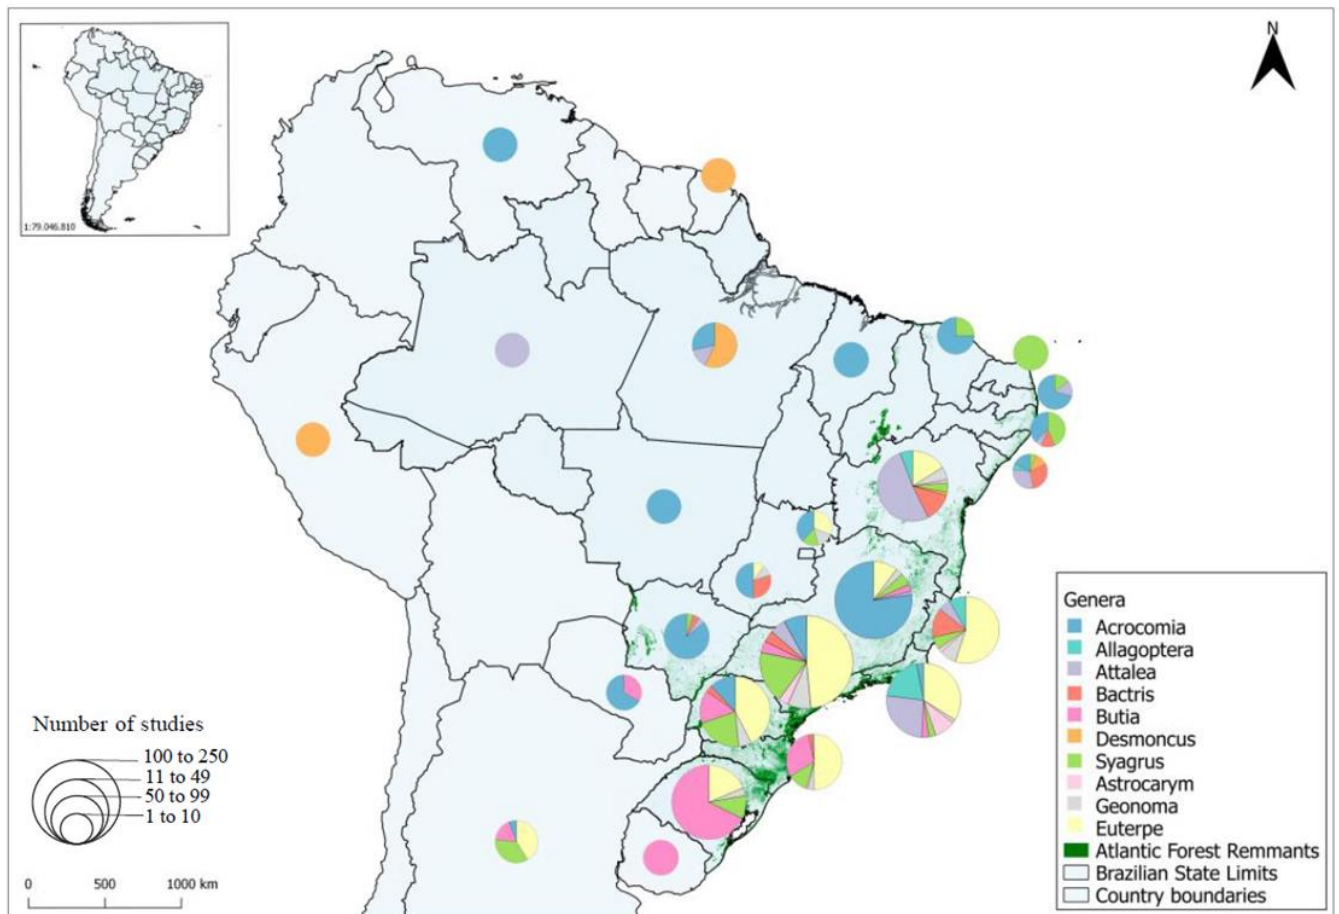 N
1:79.046.810
Genera
Acrocomia
Allagoptera
Attalea
Bactris
Butia
Desmoncus
Syagrus
Astrocarym
Geonoma
Euterpe
Atlantic Forest Remnants
Brazilian State Limits
Country boundaries
Number of studies
100 to 250
11 to 49
50 to 99
1 to 10
0 500 1000 km